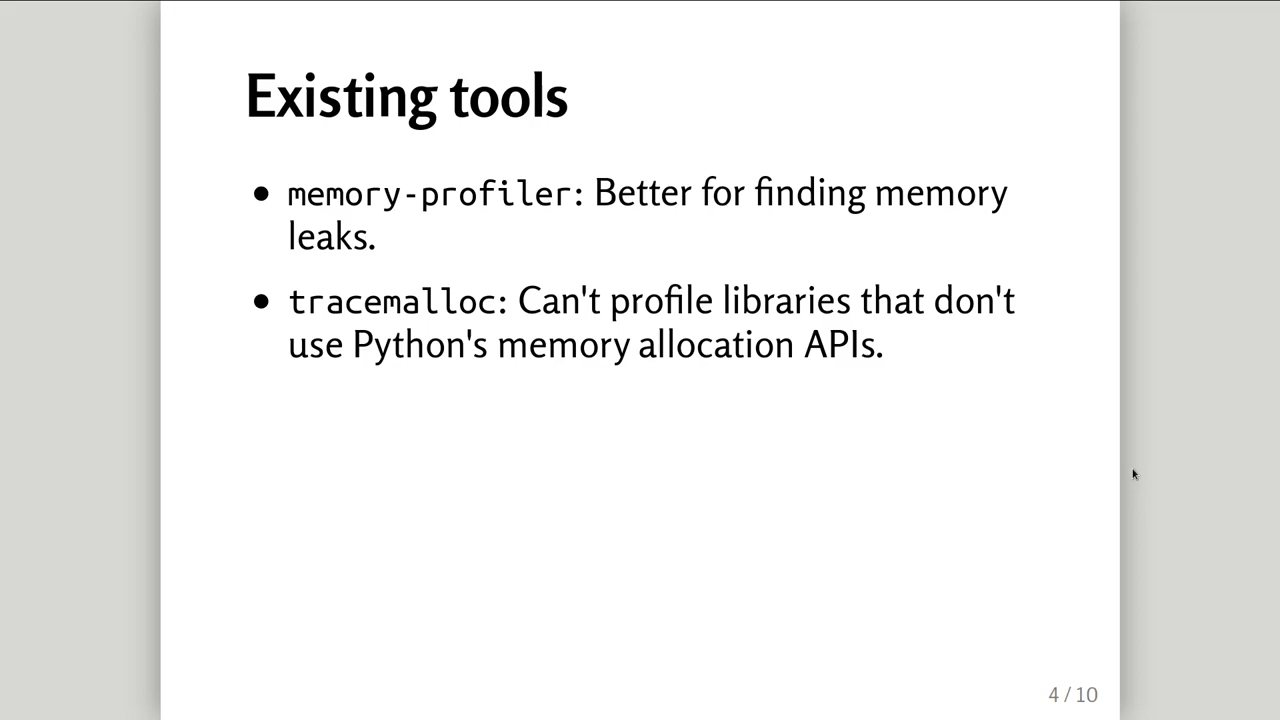 Existing tools
• memory-profiler: Better for finding memory
leaks.
• tracemalloc: Can't profile libraries that don't
use Python's memory allocation APIs.
4 / 10